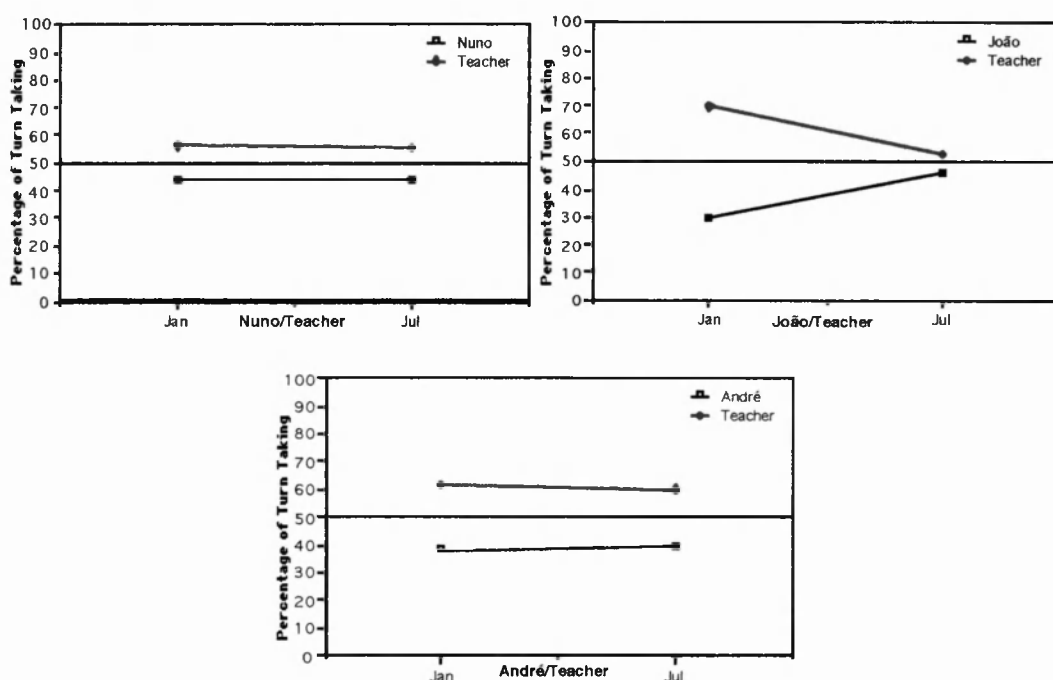 100
90
80
70
60
50
40
30
20
10
0
Percentage of Turn Taking
Nuno
Teacher
Jan
Nuno/Teacher
Jul
100
90
80
70
60
50
40
30
20
10
0
Percentage of Turn Taking
João
Teacher
Jan
João/Teacher
Jul
100
90
80
70
60
50
40
30
20
10
0
Percentage of Turn Taking
André
Teacher
Jan
André/Teacher
Jul